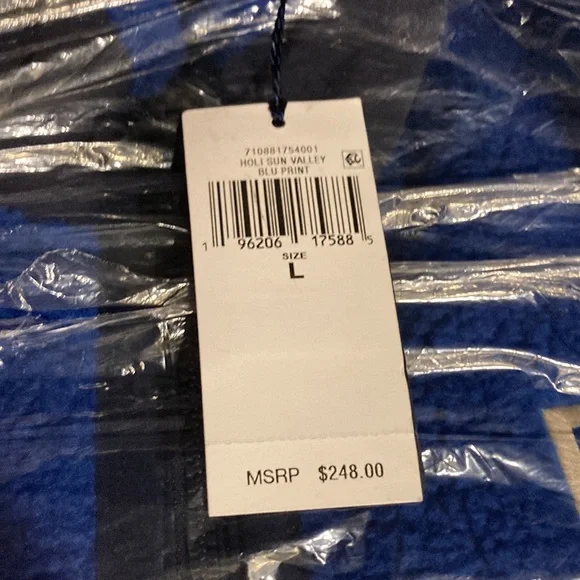 710881754001
HOLI SUN VALLEY
BLU PRINT
1 96206 17588 5
SIZE
L
MSRP $248.00